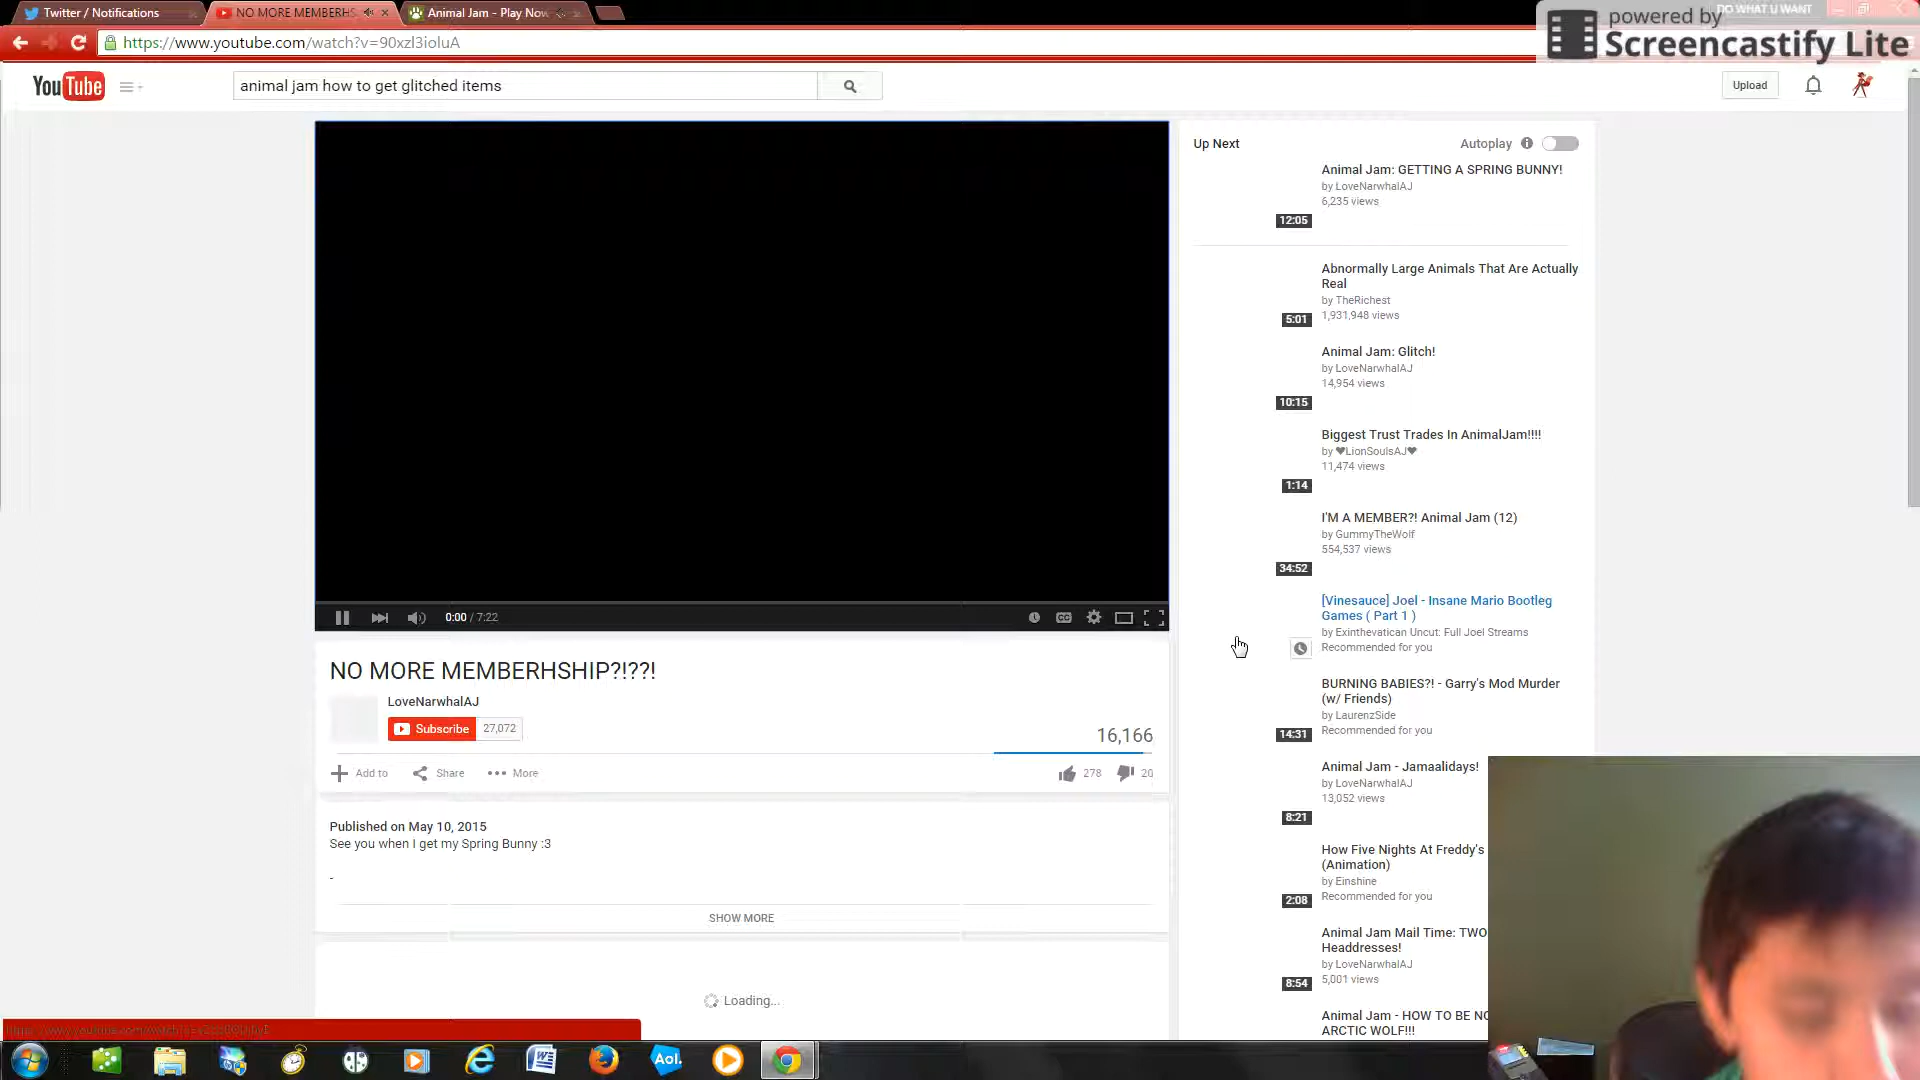 Twitter / Notifications
NO MORE MEMBERHS
Animal Jam - Play Now
DO WHAT U WANT
powered by
Screencastify Lite
https://www.youtube.com/watch?v=90xzl3ioluA
YouTube
animal jam how to get glitched items
Upload
Up Next
Autoplay
Animal Jam: GETTING A SPRING BUNNY!
by LoveNarwhalAJ
6,235 views
12:05
Abnormally Large Animals That Are Actually
Real
by TheRichest
1,931,948 views
5:01
Animal Jam: Glitch!
by LoveNarwhalAJ
14,954 views
10:15
Biggest Trust Trades In AnimalJam!!!!
by ♥LionSoulsAJ♥
11,474 views
1:14
I'M A MEMBER?! Animal Jam (12)
by GummyTheWolf
554,537 views
34:52
[Vinesauce] Joel - Insane Mario Bootleg
Games ( Part 1 )
by Exinthevatican Uncut: Full Joel Streams
Recommended for you
BURNING BABIES?! - Garry's Mod Murder
(w/ Friends)
by LaurenzSide
Recommended for you
14:31
Animal Jam - Jamaalidays!
by LoveNarwhalAJ
13,052 views
8:21
How Five Nights At Freddy's
(Animation)
by Einshine
Recommended for you
2:08
Animal Jam Mail Time: TWO
Headdresses!
by LoveNarwhalAJ
5,001 views
8:54
Animal Jam - HOW TO BE NO
ARCTIC WOLF!!!
0:00 / 7:22
CC
NO MORE MEMBERHSHIP?!??!
LoveNarwhalAJ
Subscribe
27,072
16,166
Add to
Share
More
278
20
Published on May 10, 2015
See you when I get my Spring Bunny :3
-
SHOW MORE
Loading...
Aol.